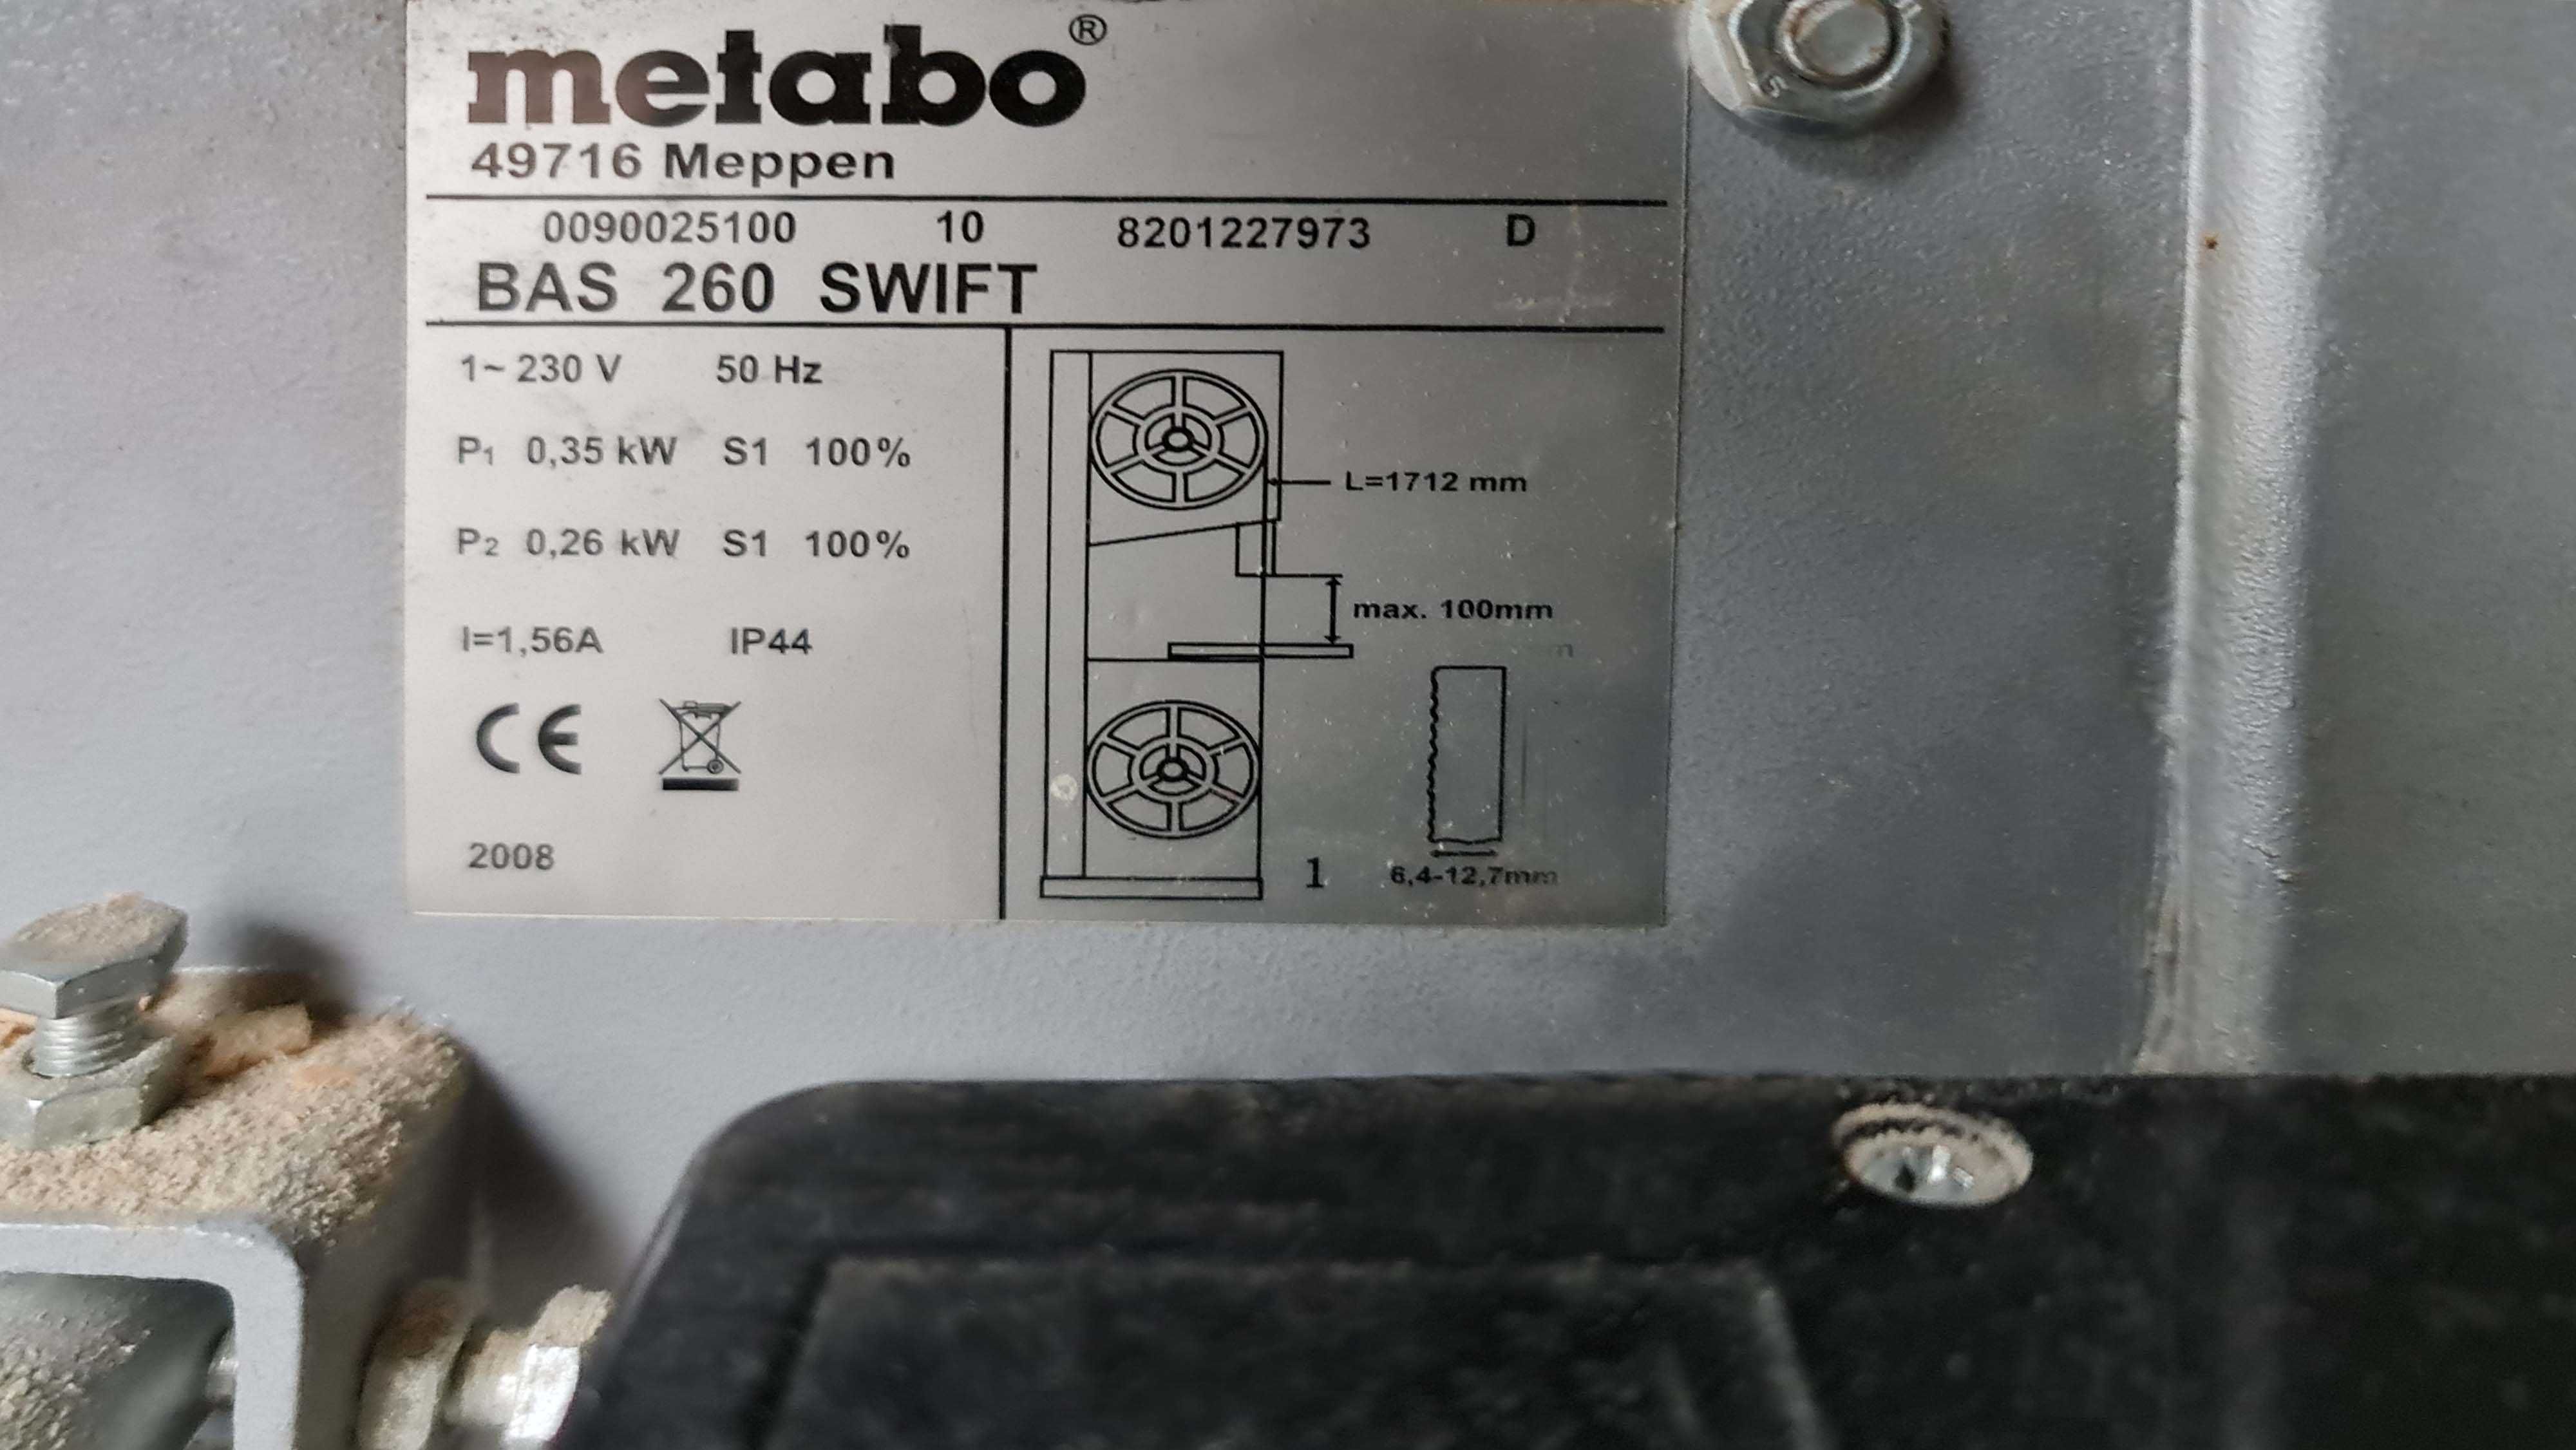 metabo®
49716 Meppen
0090025100 10 8201227973 D
BAS 260 SWIFT
1~ 230 V 50 Hz
P1 0,35 kW S1 100%
P2 0,26 kW S1 100%
I=1,56A IP44
CE
2008
L=1712 mm
max. 100mm
1 6,4-12,7mm